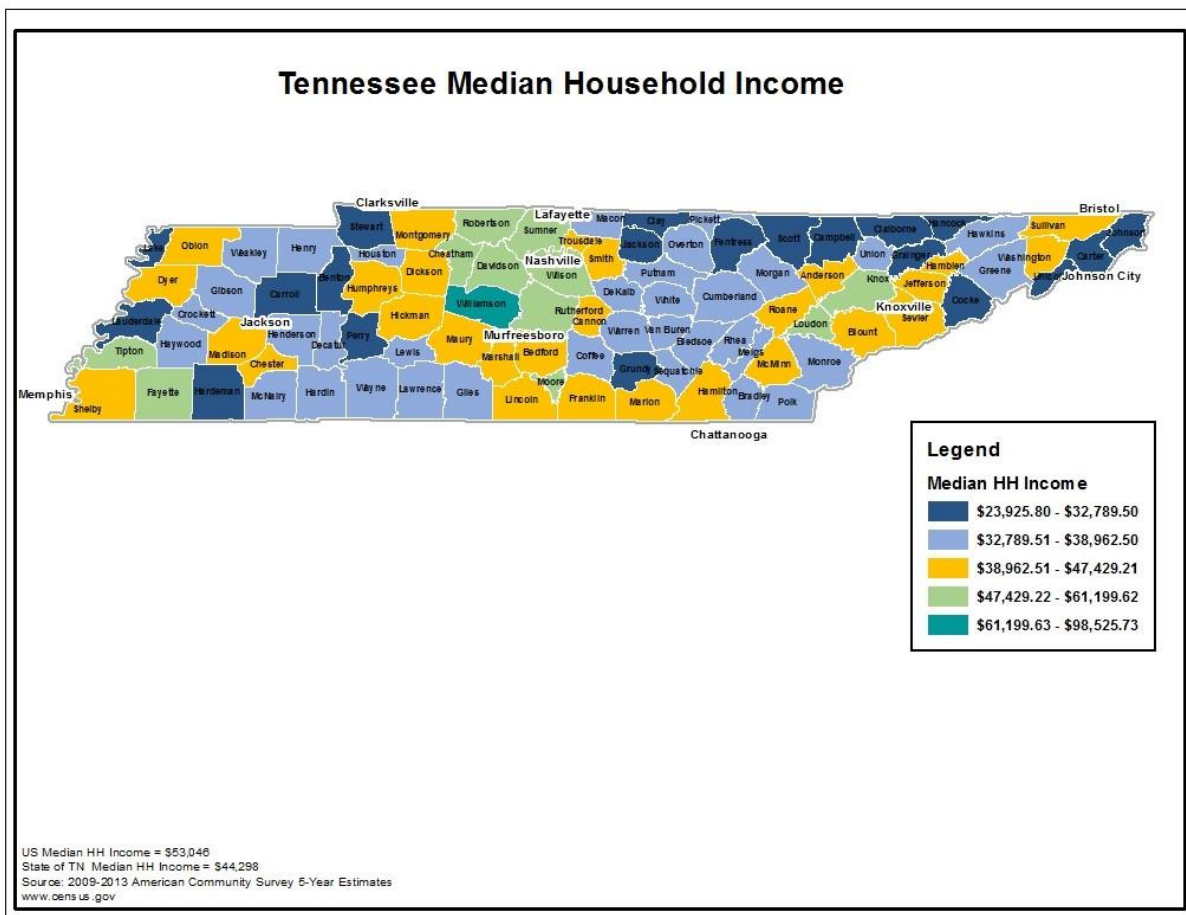 Tennessee Median Household Income
Clarksville
Bristol
Lafayette
Nashville
Jackson
Murfreesboro
Knoxville
Johnson City
Memphis
Chattanooga
Lake
Obion
Weakley
Henry
Stewart
Montgomery
Robertson
Sumner
Macon
Clay
Pickett
Scott
Campbell
Claiborne
Hancock
Hawkins
Sullivan
Johnson
Carter
Unicoi
Washington
Greene
Hamblen
Grainger
Union
Fentress
Overton
Jackson
Trousdale
Smith
Cheatham
Davidson
Wilson
Houston
Dickson
Humphreys
Benton
Carroll
Gibson
Dyer
Crockett
Lauderdale
Haywood
Tipton
Madison
Henderson
Decatur
Perry
Hickman
Williamson
Rutherford
Cannon
DeKalb
Putnam
White
Cumberland
Morgan
Anderson
Knox
Jefferson
Cocke
Sevier
Blount
Loudon
Roane
Rhea
Meigs
McMinn
Monroe
Bledsoe
Van Buren
Warren
Coffee
Grundy
Sequatchie
Bedford
Marshall
Maury
Lewis
Chester
Shelby
Fayette
Hardeman
McNairy
Hardin
Wayne
Lawrence
Giles
Lincoln
Moore
Franklin
Marion
Hamilton
Bradley
Polk
Legend
Median HH Income
$23,925.80 - $32,789.50
$32,789.51 - $38,962.50
$38,962.51 - $47,429.21
$47,429.22 - $61,199.62
$61,199.63 - $98,525.73
US Median HH Income = $53,046
State of TN Median HH Income = $44,298
Source: 2009-2013 American Community Survey 5-Year Estimates
www.census.gov